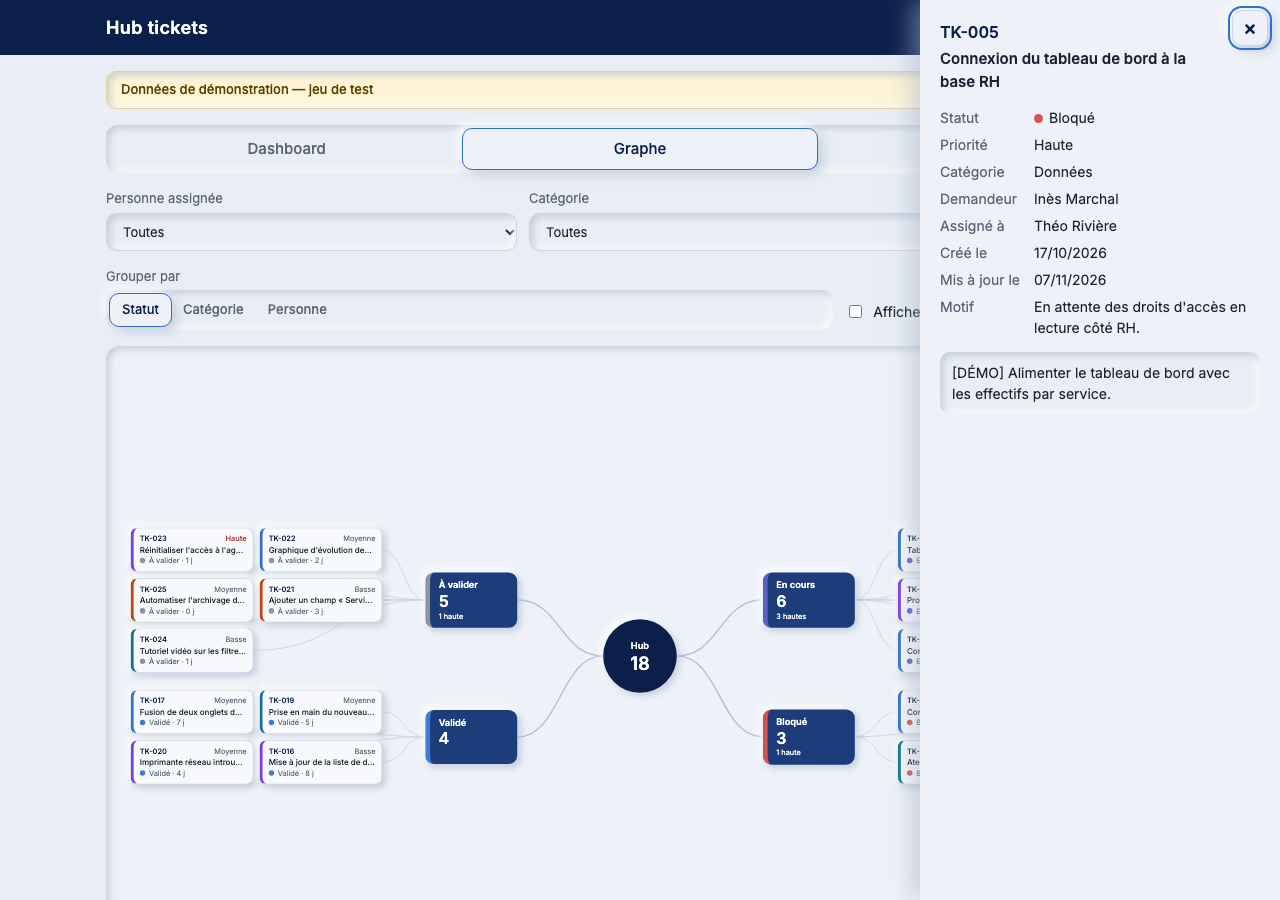 Hub tickets
Données de démonstration — jeu de test
Dashboard
Graphe
Personne assignée
Catégorie
Toutes
Toutes
Grouper par
Statut
Catégorie
Personne
TK-023 Haute
Réinitialiser l'accès à l'ag…
À valider · 1 j
TK-022 Moyenne
Graphique d'évolution de…
À valider · 2 j
TK-025 Moyenne
Automatiser l'archivage d…
À valider · 0 j
TK-021 Basse
Ajouter un champ « Servi…
À valider · 3 j
TK-024 Basse
Tutoriel vidéo sur les filtre…
À valider · 1 j
TK-017 Moyenne
Fusion de deux onglets d…
Validé · 7 j
TK-019 Moyenne
Prise en main du nouveau…
Validé · 5 j
TK-020 Moyenne
Imprimante réseau introu…
Validé · 4 j
TK-016 Basse
Mise à jour de la liste de d…
Validé · 8 j
À valider
5
1 haute
Validé
4
Hub
18
En cours
6
3 hautes
Bloqué
3
1 haute
TK-005
×
Connexion du tableau de bord à la
base RH
Statut Bloqué
Priorité Haute
Catégorie Données
Demandeur Inès Marchal
Assigné à Théo Rivière
Créé le 17/10/2026
Mis à jour le 07/11/2026
Motif En attente des droits d'accès en
lecture côté RH.
[DÉMO] Alimenter le tableau de bord avec
les effectifs par service.